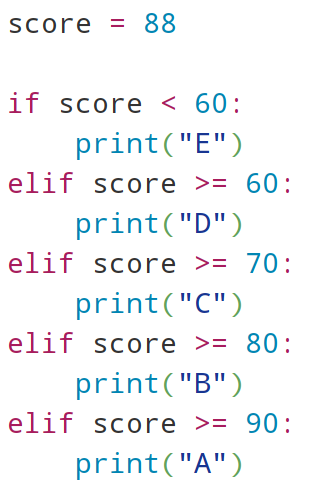 score = 88

if score < 60:
    print("E")
elif score >= 60:
    print("D")
elif score >= 70:
    print("C")
elif score >= 80:
    print("B")
elif score >= 90:
    print("A")